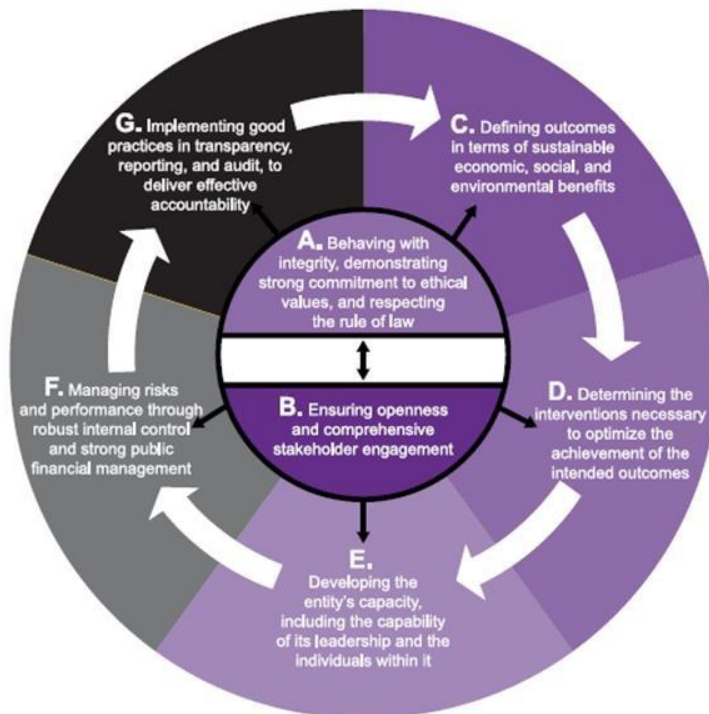 G. Implementing good
practices in transparency,
reporting, and audit, to
deliver effective
accountability
C. Defining outcomes
in terms of sustainable
economic, social, and
environmental benefits
A. Behaving with
integrity, demonstrating
strong commitment to ethical
values, and respecting
the rule of law
B. Ensuring openness
and comprehensive
stakeholder engagement
F. Managing risks
and performance through
robust internal control
and strong public
financial management
D. Determining the
interventions necessary
to optimize the
achievement of the
intended outcomes
E.
Developing the
entity's capacity,
including the capability
of its leadership and the
individuals within it